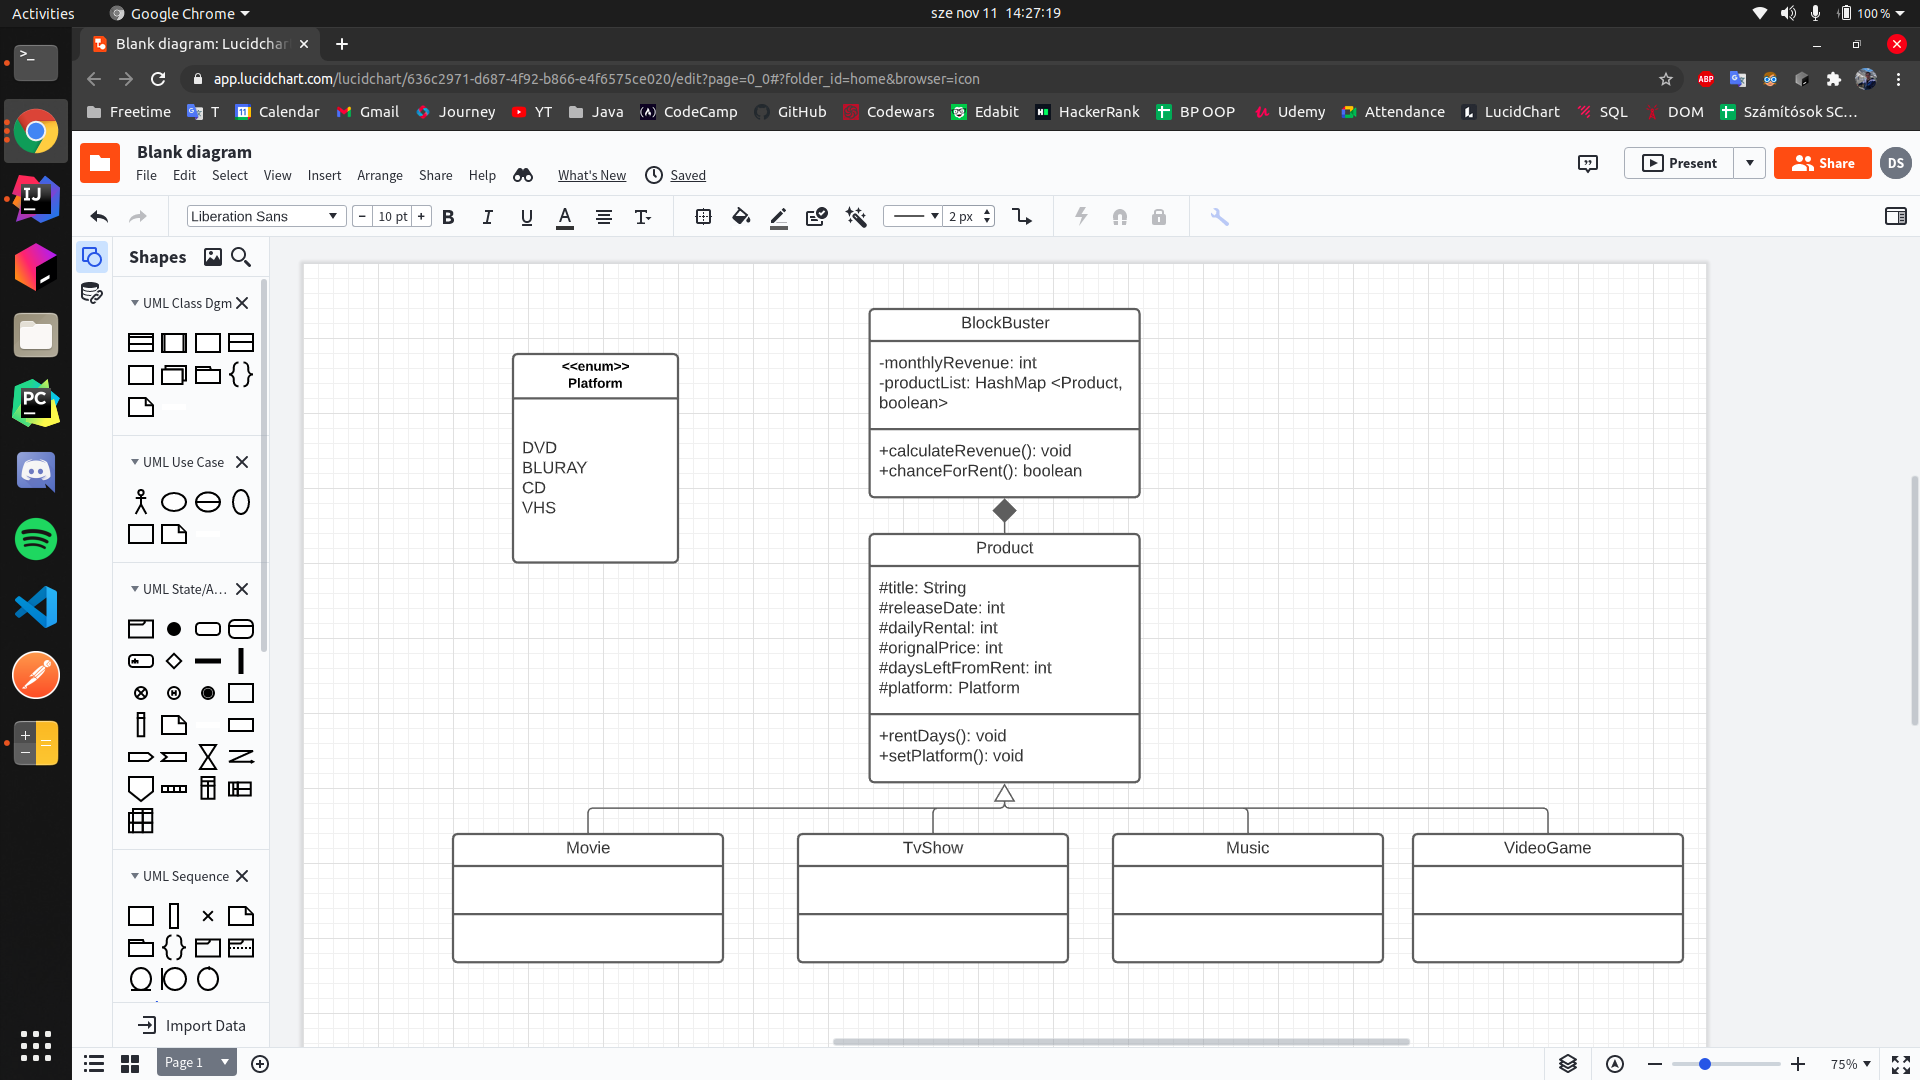 Activities
Google Chrome
sze nov 11 14:27:19
100 %
Blank diagram: Lucidchar
app.lucidchart.com/lucidchart/636c2971-d687-4f92-b866-e4f6575ce020/edit?page=0_0#?folder_id=home&browser=icon
ABP
Freetime
T
Calendar
Gmail
Journey
YT
Java
CodeCamp
GitHub
Codewars
Edabit
HackerRank
BP OOP
Udemy
Attendance
LucidChart
SQL
DOM
Számítósok SC...
Blank diagram
File Edit Select View Insert Arrange Share Help
What's New
Saved
Present
Share
DS
Liberation Sans
10 pt
B I U A T
2 px
Shapes
UML Class Dgm
UML Use Case
UML State/A...
UML Sequence
Import Data
<<enum>>
Platform
DVD
BLURAY
CD
VHS
BlockBuster
-monthlyRevenue: int
-productList: HashMap <Product,
boolean>
+calculateRevenue(): void
+chanceForRent(): boolean
Product
#title: String
#releaseDate: int
#dailyRental: int
#orignalPrice: int
#daysLeftFromRent: int
#platform: Platform
+rentDays(): void
+setPlatform(): void
Movie
TvShow
Music
VideoGame
IJ
PC
Page 1
75%